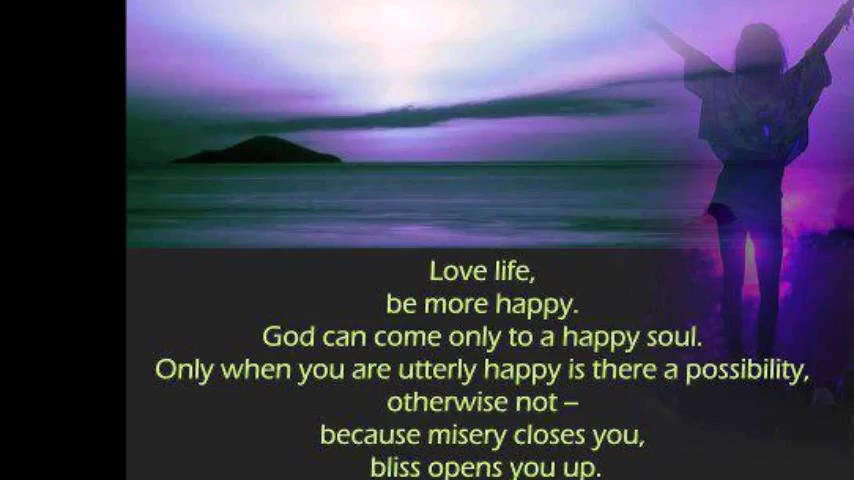 Love life,
be more happy.
God can come only to a happy soul.
Only when you are utterly happy is there a possibility,
otherwise not –
because misery closes you,
bliss opens you up.